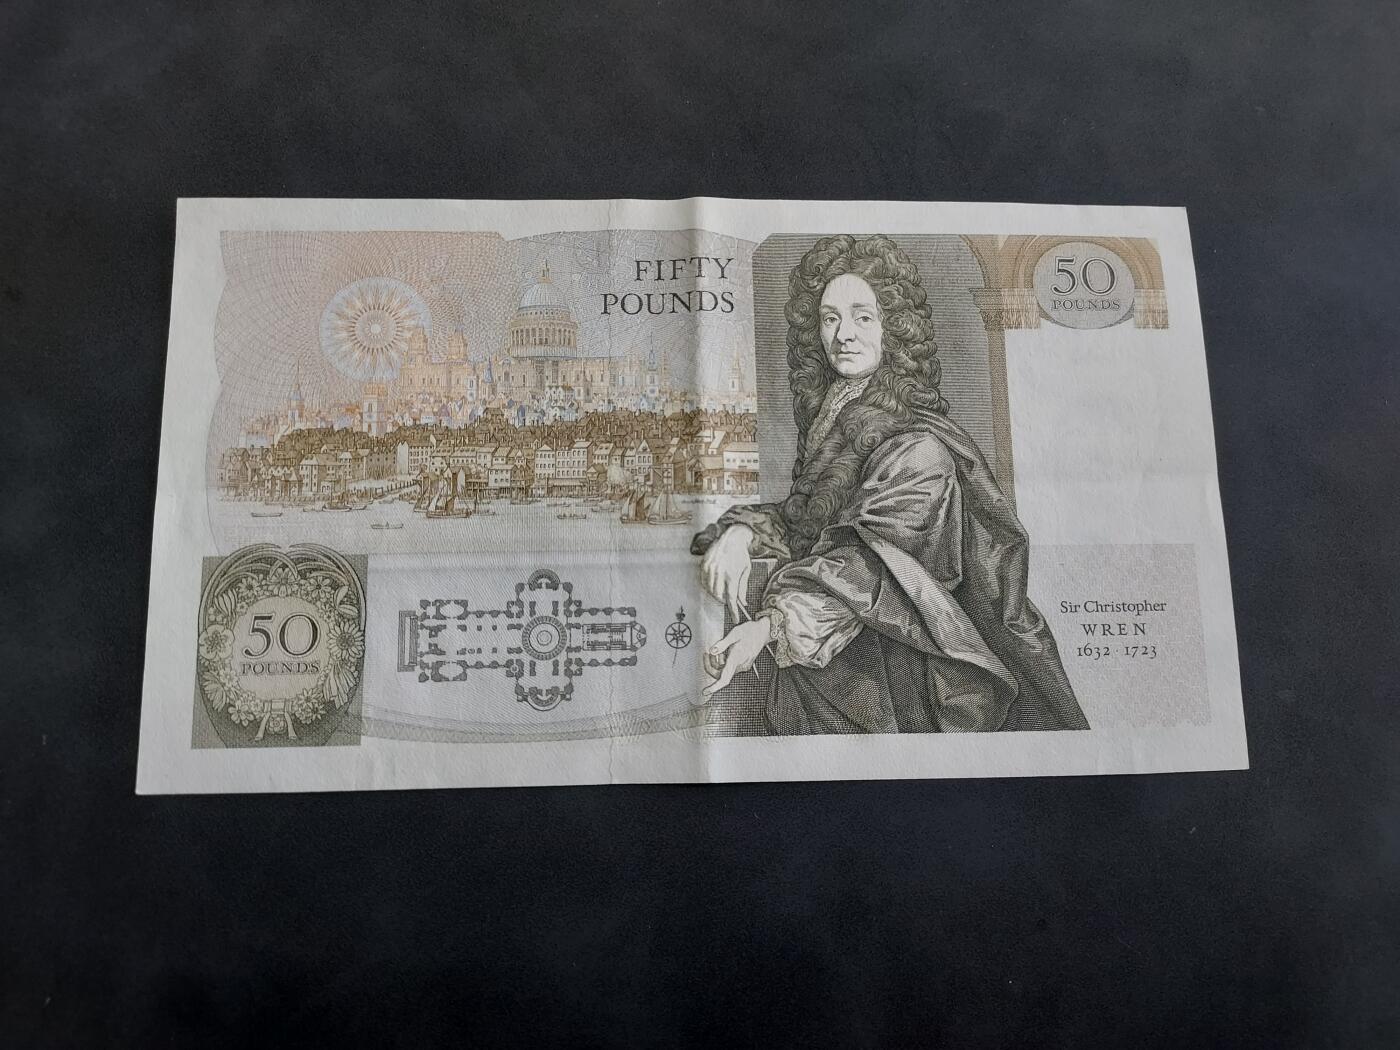 FIFTY
POUNDS
50
POUNDS
50
POUNDS
Sir Christopher
WREN
1632 · 1723